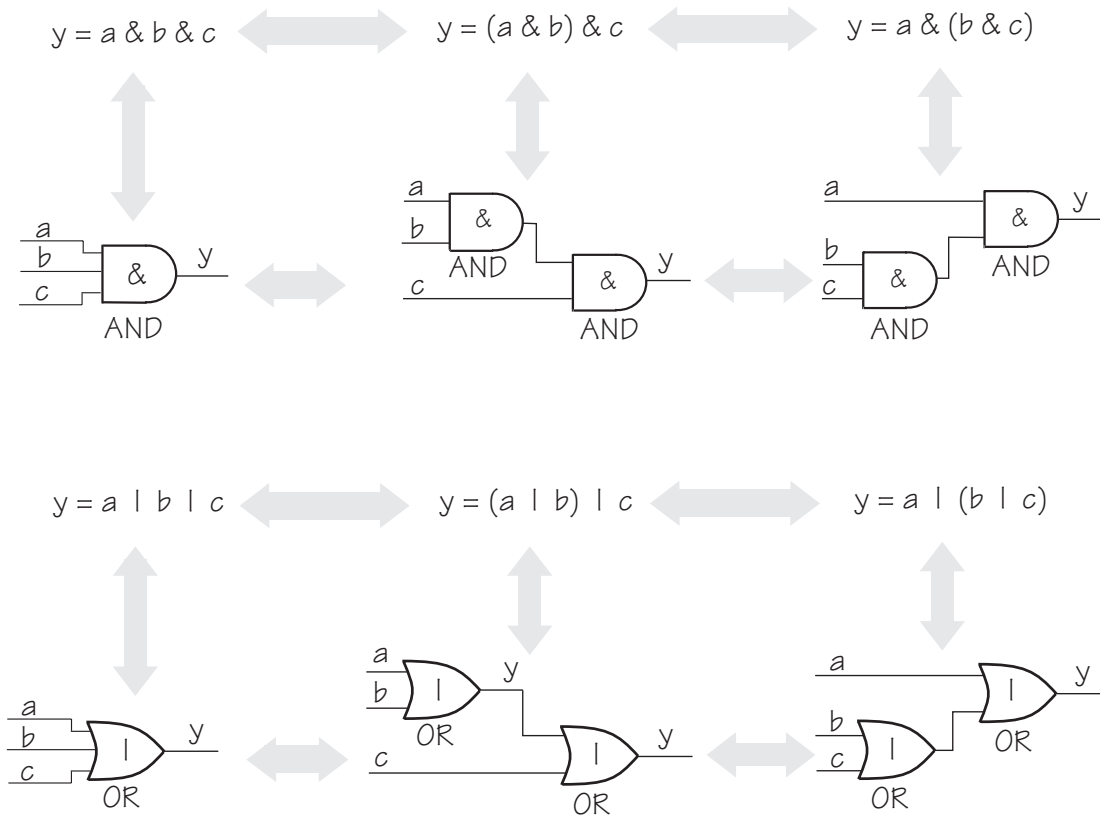 y = a & b & c
y = (a & b) & c
y = a & (b & c)
a
b
c
&
y
AND
a
b
&
AND
c
&
y
AND
a
&
y
AND
b
c
&
AND
y = a | b | c
y = (a | b) | c
y = a | (b | c)
a
b
c
|
y
OR
a
b
|
y
OR
c
|
y
OR
a
|
y
OR
b
c
|
OR